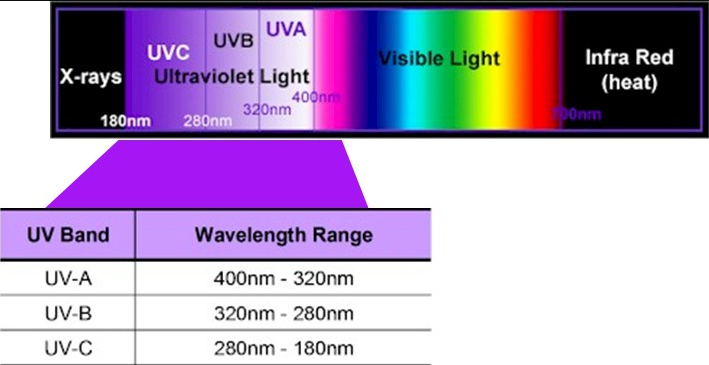 X-rays
UVC
UVB
UVA
Ultraviolet Light
Visible Light
Infra Red
(heat)
180nm
280nm
320nm
400nm
700nm
UV Band Wavelength Range
UV-A 400nm - 320nm
UV-B 320nm - 280nm
UV-C 280nm - 180nm